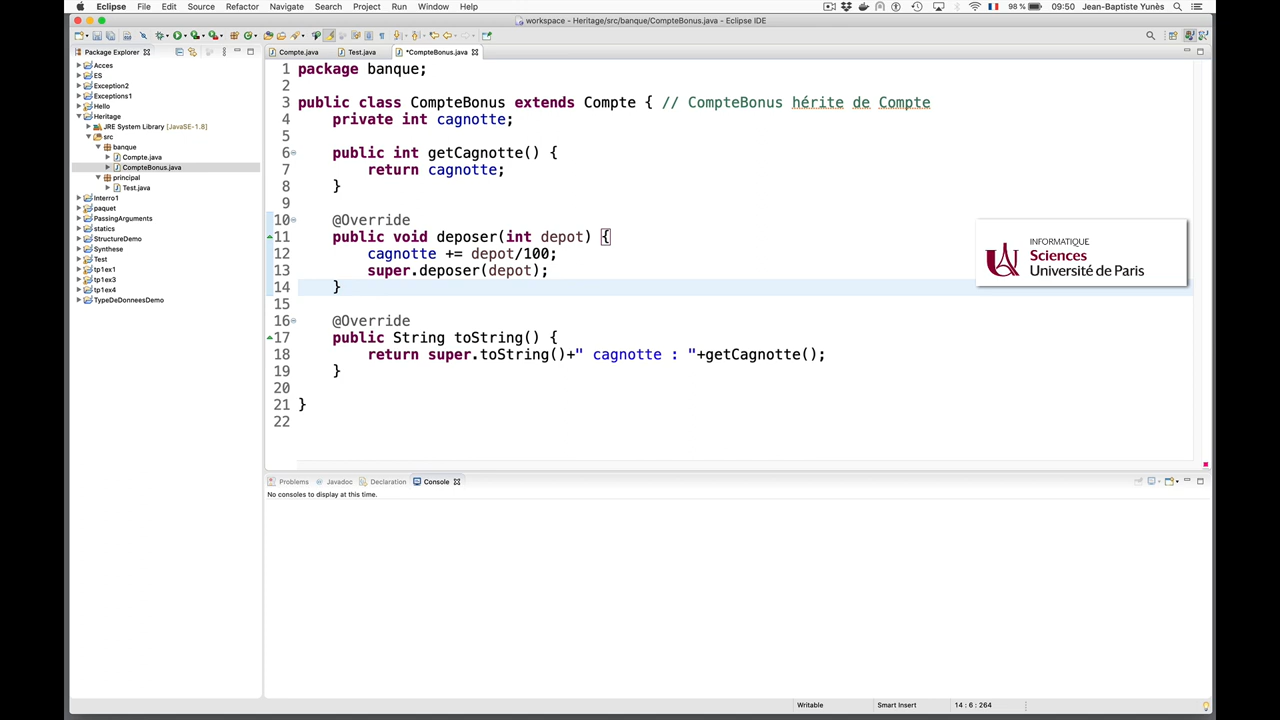 Eclipse File Edit Source Refactor Navigate Search Project Run Window Help 98 % 09:50 Jean-Baptiste Yunès
workspace - Heritage/src/banque/CompteBonus.java - Eclipse IDE
Package Explorer
Acces
ES
Exception2
Exceptions1
Hello
Heritage
JRE System Library [JavaSE-1.8]
src
banque
Compte.java
CompteBonus.java
principal
Test.java
Interro1
paquet
PassingArguments
statics
StructureDemo
Synthese
Test
tp1ex1
tp1ex3
tp1ex4
TypeDeDonneesDemo
Compte.java Test.java *CompteBonus.java
1 package banque;
2
3 public class CompteBonus extends Compte { // CompteBonus hérite de Compte
4 private int cagnotte;
5
6 public int getCagnotte() {
7 return cagnotte;
8 }
9
10 @Override
11 public void deposer(int depot) {
12 cagnotte += depot/100;
13 super.deposer(depot);
14 }
15
16 @Override
17 public String toString() {
18 return super.toString()+" cagnotte : "+getCagnotte();
19 }
20
21 }
22
INFORMATIQUE
Sciences
Université de Paris
Problems Javadoc Declaration Console
No consoles to display at this time.
Writable Smart Insert 14 : 6 : 264